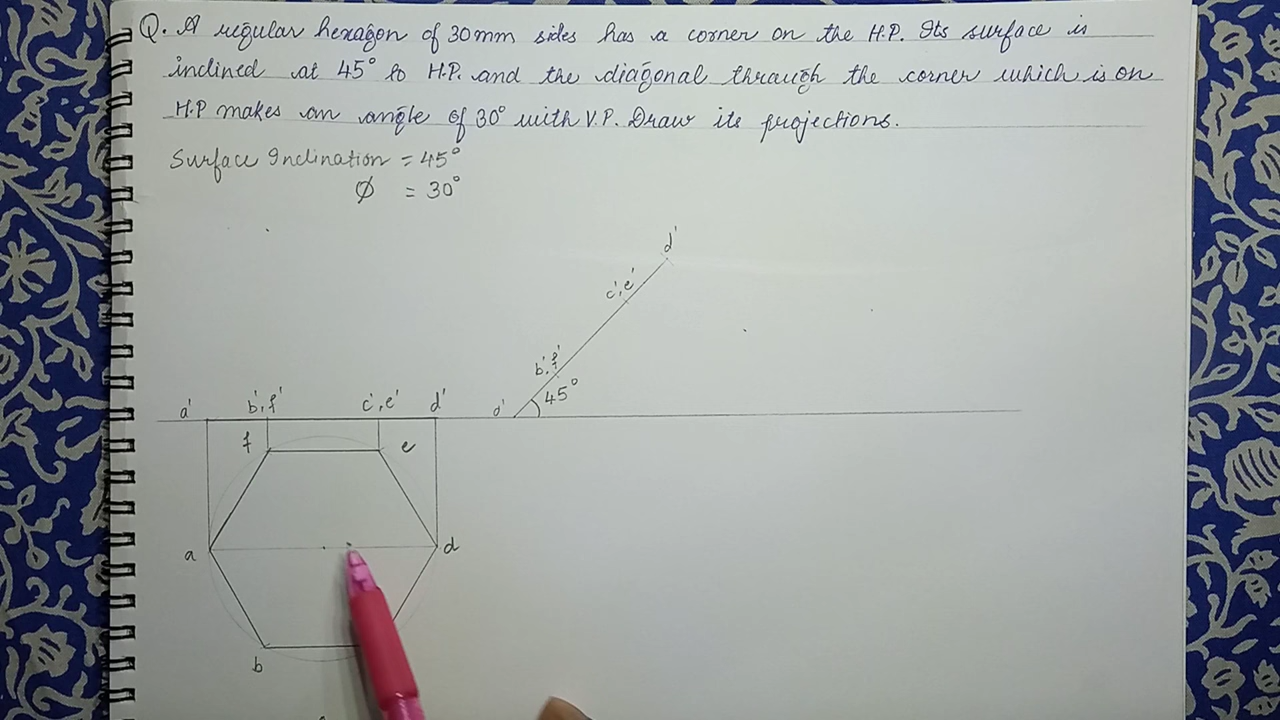 Q. A regular hexagon of 30mm sides has a corner on the H.P. Its surface is
inclined at 45° to H.P. and the diagonal through the corner which is on
H.P makes an angle of 30° with V.P. Draw its projections.
Surface Inclination = 45°
Ø = 30°
d'
c',e'
b',f'
45°
a' b',f' c',e' d' a'
f e
a d
b